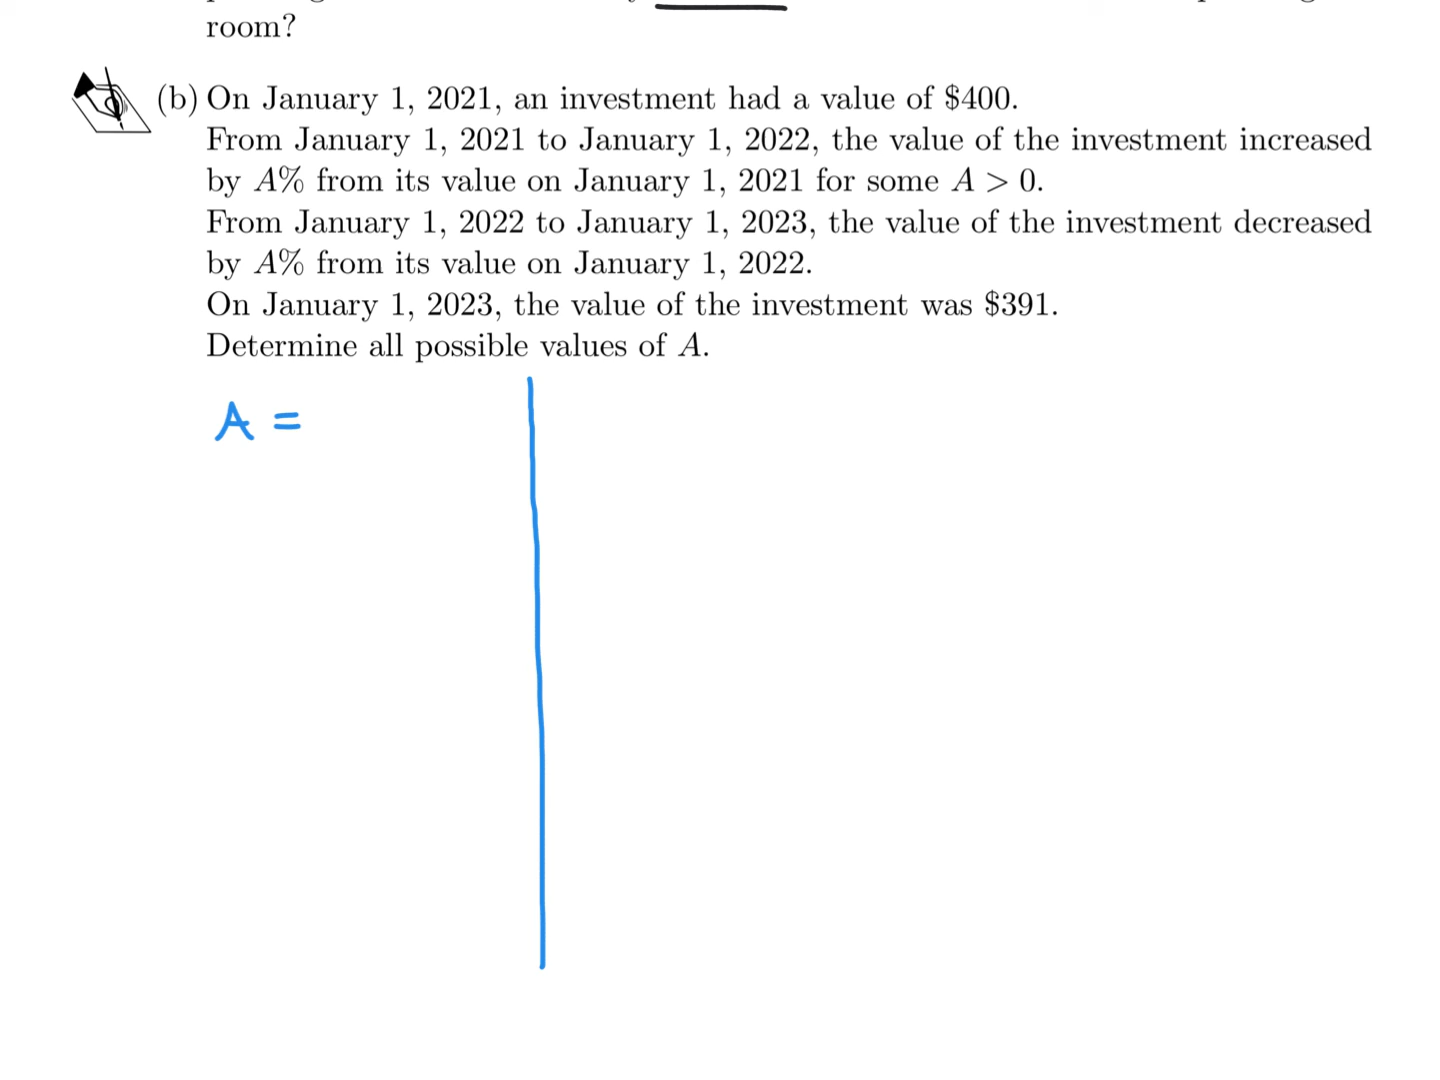 room?
(b) On January 1, 2021, an investment had a value of $400.
From January 1, 2021 to January 1, 2022, the value of the investment increased
by A% from its value on January 1, 2021 for some A > 0.
From January 1, 2022 to January 1, 2023, the value of the investment decreased
by A% from its value on January 1, 2022.
On January 1, 2023, the value of the investment was $391.
Determine all possible values of A.
A =